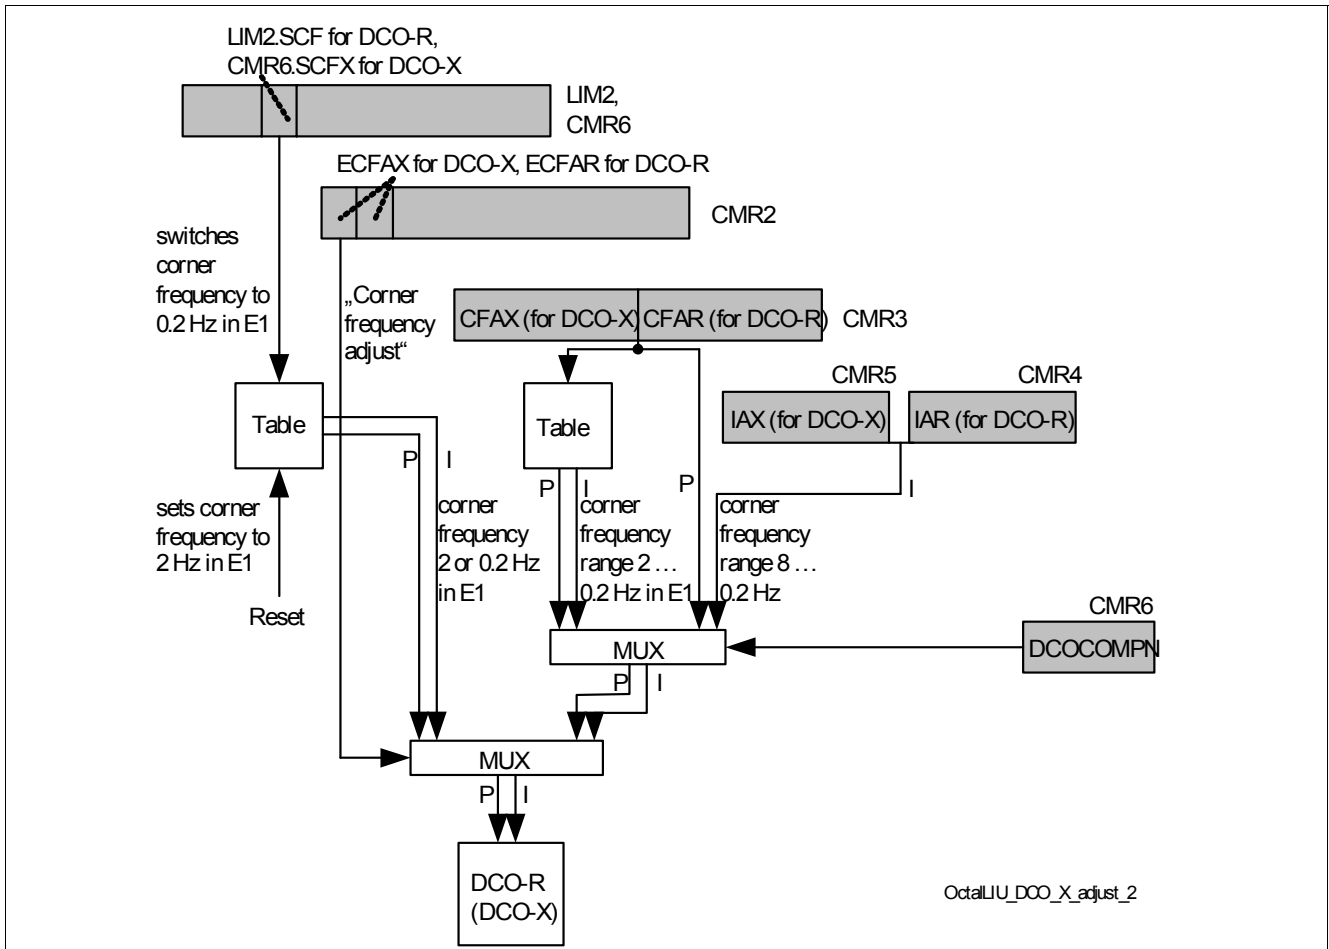 LIM2.SCF for DCO-R,
CMR6.SCFX for DCO-X
LIM2,
CMR6
ECFAX for DCO-X, ECFAR for DCO-R
CMR2
switches
corner
frequency to
0.2 Hz in E1
„Corner
frequency
adjust“
CFAX (for DCO-X)
CFAR (for DCO-R)
CMR3
CMR5
CMR4
IAX (for DCO-X)
IAR (for DCO-R)
Table
Table
P
I
P
I
P
I
sets corner
frequency to
2 Hz in E1
Reset
corner
frequency
2 or 0.2 Hz
in E1
corner
frequency
range 2 …
0.2 Hz in E1
corner
frequency
range 8 …
0.2 Hz
CMR6
DCOCOMPN
MUX
P
I
MUX
P
I
DCO-R
(DCO-X)
OctalLIU_DCO_X_adjust_2